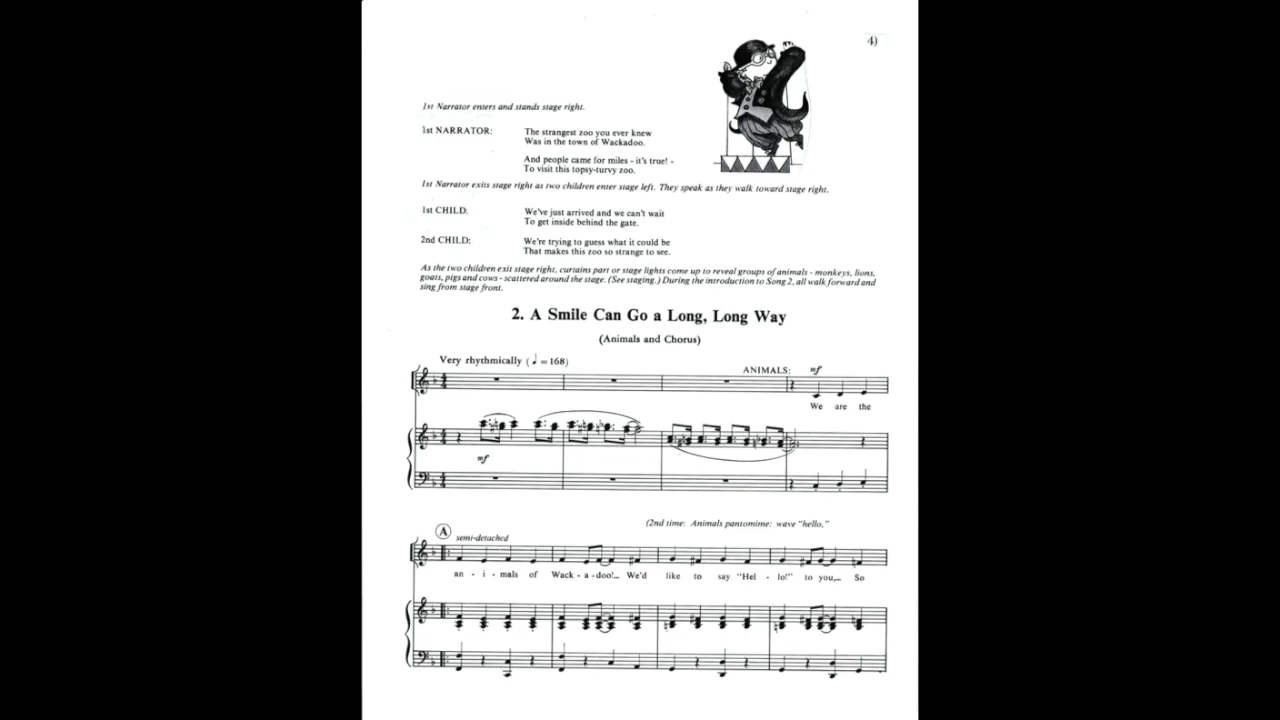 4)
1st Narrator enters and stands stage right.
1st NARRATOR: The strangest zoo you ever knew
Was in the town of Wackadoo.
And people came for miles - it's true! -
To visit this topsy-turvy zoo.
1st Narrator exits stage right as two children enter stage left. They speak as they walk toward stage right.
1st CHILD: We've just arrived and we can't wait
To get inside behind the gate.
2nd CHILD: We're trying to guess what it could be
That makes this zoo so strange to see.
As the two children exit stage right, curtains part or stage lights come up to reveal groups of animals - monkeys, lions,
goats, pigs and cows - scattered around the stage. (See staging.) During the introduction to Song 2, all walk forward and
sing from stage front.
2. A Smile Can Go a Long, Long Way
(Animals and Chorus)
Very rhythmically (♩ = 168)
ANIMALS: mf
We are the
mf
(2nd time: Animals pantomime: wave "hello,"
A semi-detached
an - i - mals of Wack - a - doo! We'd like to say "Hel - lo!" to you, So